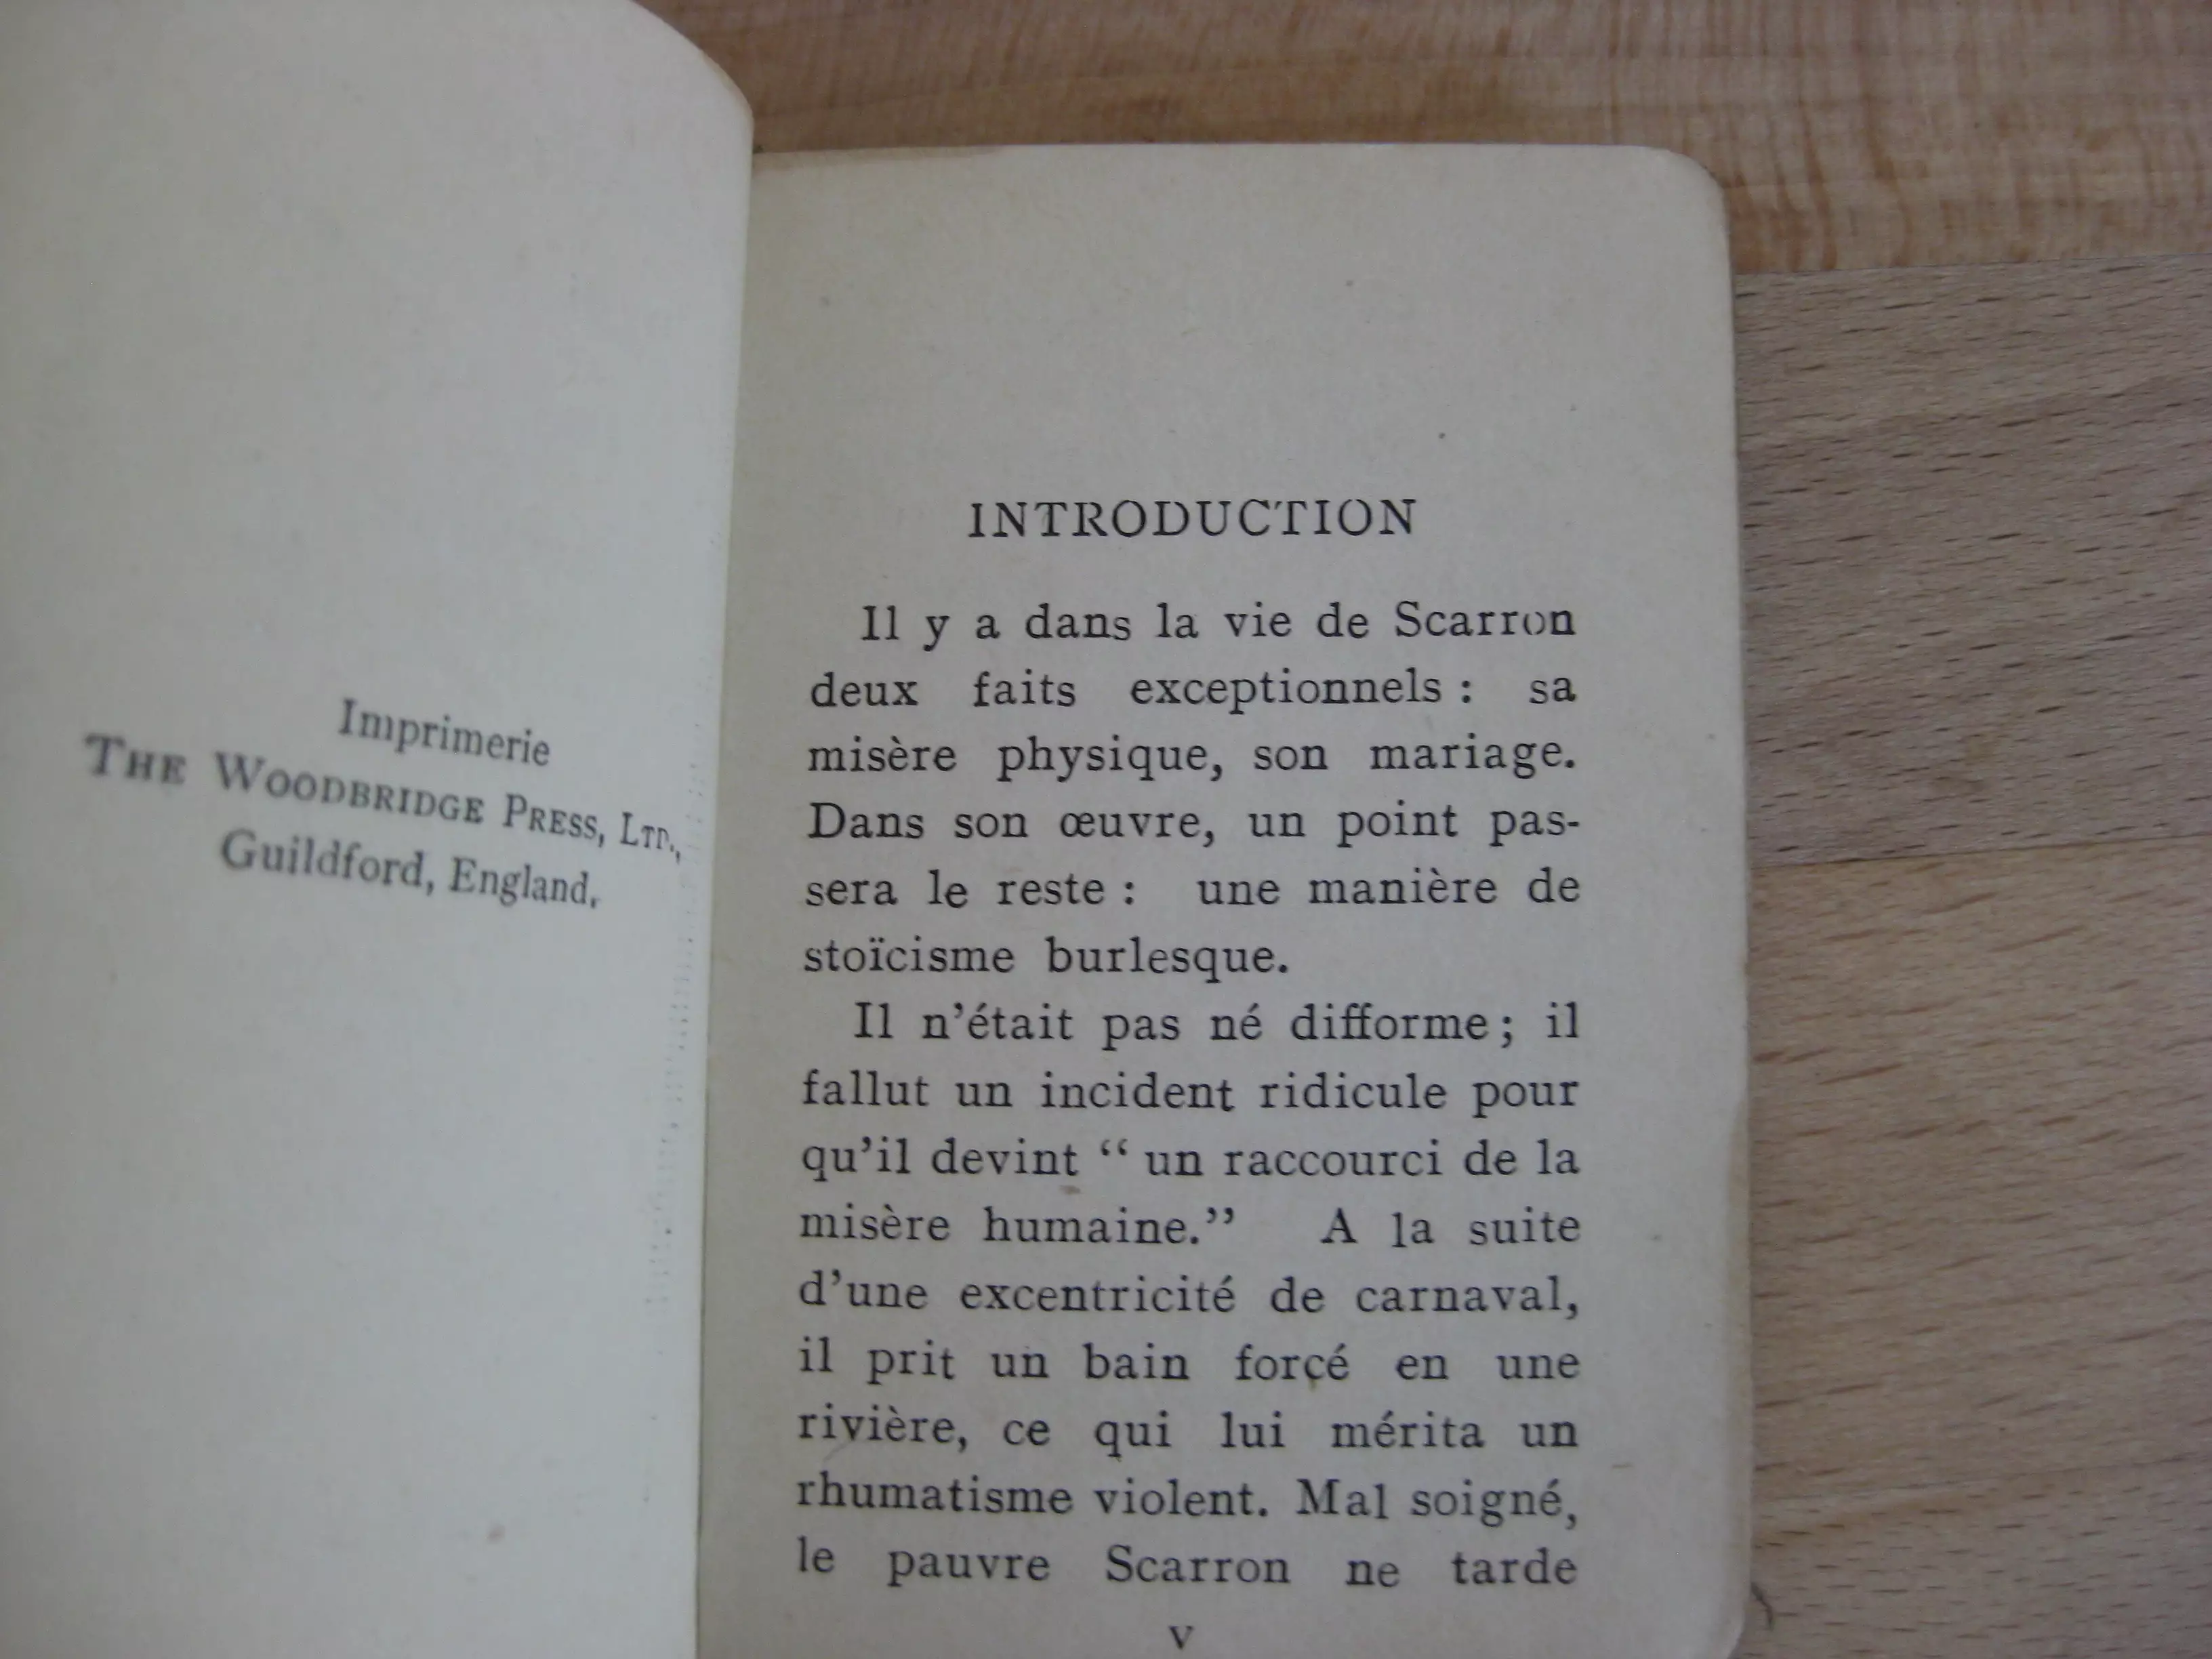 Imprimerie
THE WOODBRIDGE PRESS, LTD.,
Guildford, England.
INTRODUCTION
Il y a dans la vie de Scarron
deux faits exceptionnels : sa
misère physique, son mariage.
Dans son œuvre, un point pas-
sera le reste : une manière de
stoïcisme burlesque.
Il n’était pas né difforme ; il
fallut un incident ridicule pour
qu’il devint “ un raccourci de la
misère humaine.” A la suite
d’une excentricité de carnaval,
il prit un bain forçé en une
rivière, ce qui lui mérita un
rhumatisme violent. Mal soigné,
le pauvre Scarron ne tarde
v